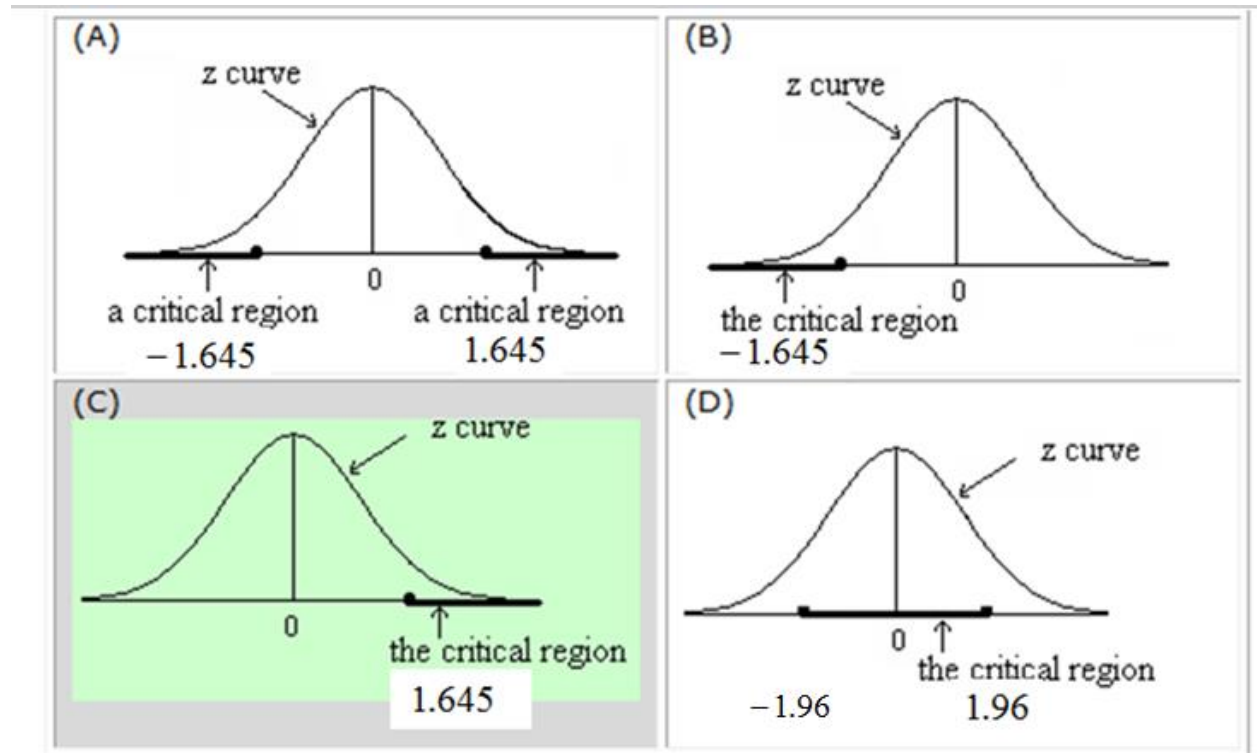 (A)
z curve
0
a critical region
a critical region
−1.645
1.645
(B)
z curve
0
the critical region
−1.645
(C)
z curve
0
the critical region
1.645
(D)
z curve
0
the critical region
−1.96
1.96